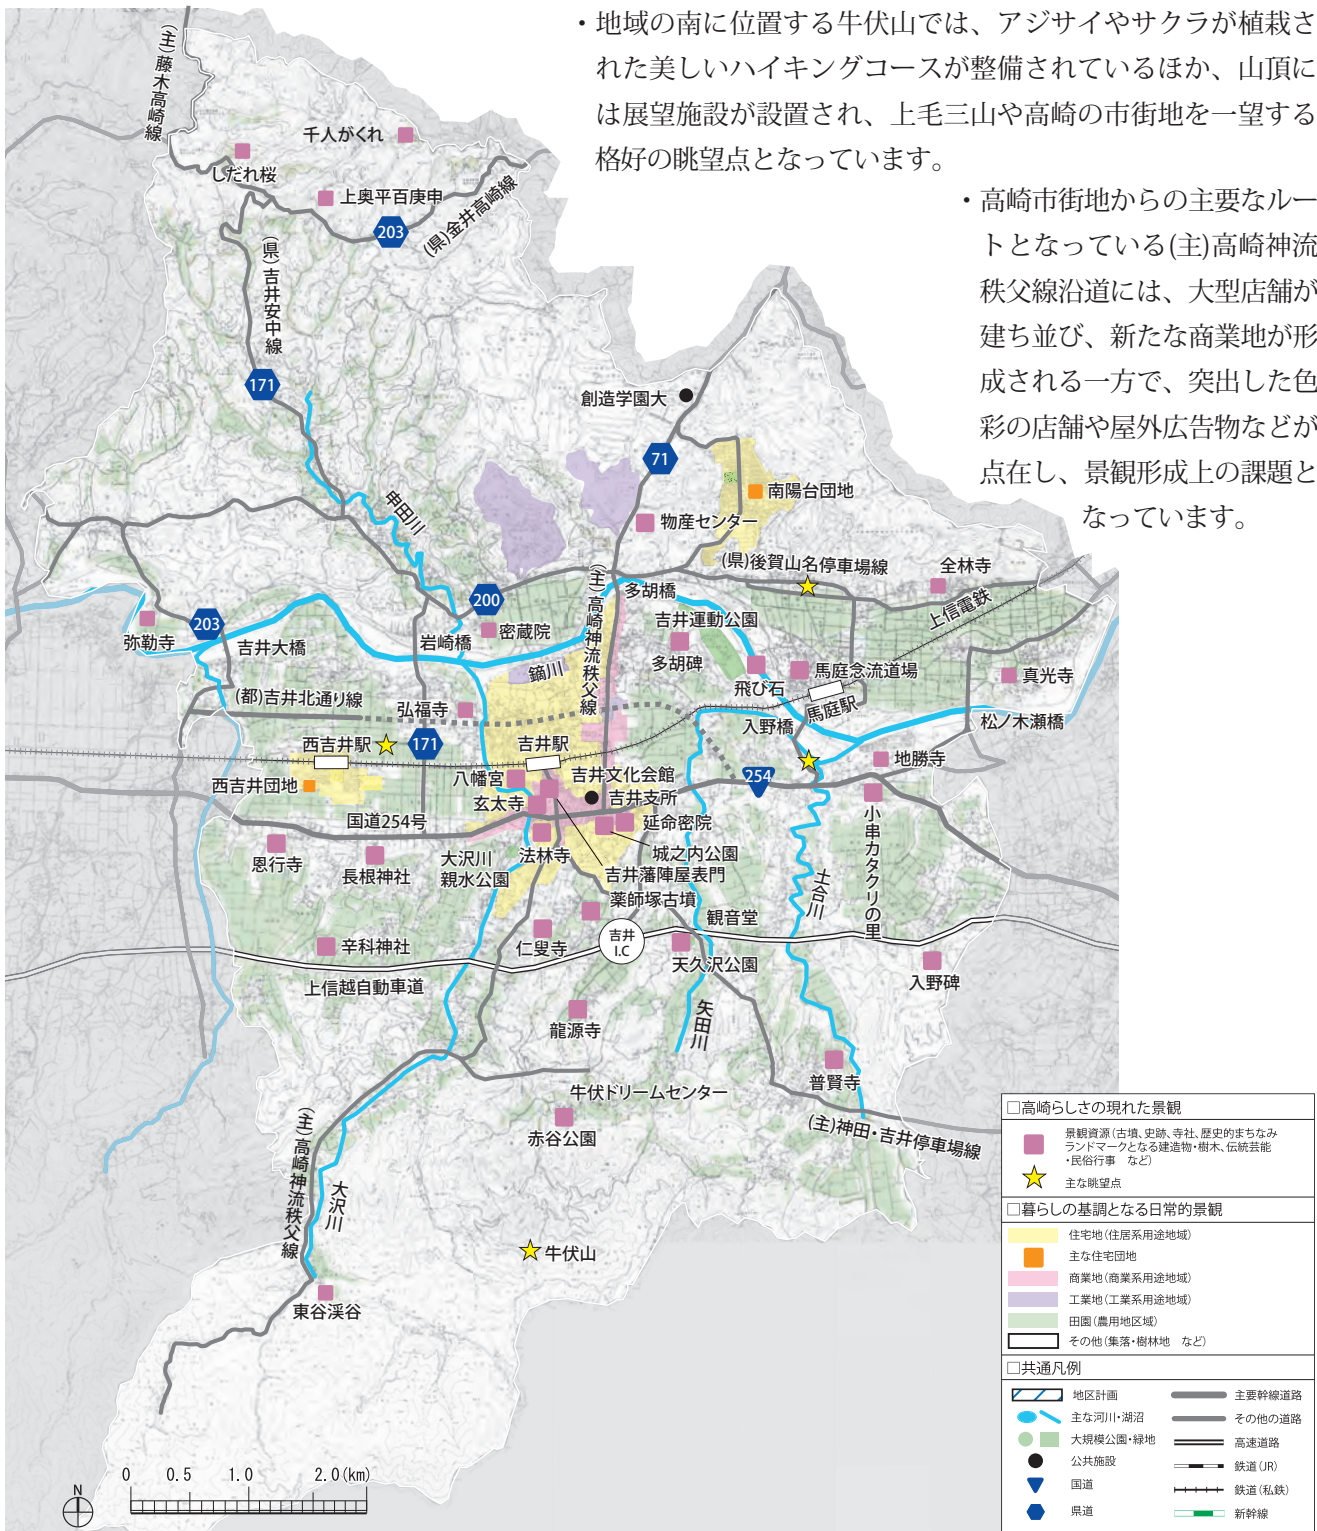 ・地域の南に位置する牛伏山では、アジサイやサクラが植栽さ
れた美しいハイキングコースが整備されているほか、山頂に
は展望施設が設置され、上毛三山や高崎の市街地を一望する
格好の眺望点となっています。
・高崎市街地からの主要なルー
トとなっている(主)高崎神流
秩父線沿道には、大型店舗が
建ち並び、新たな商業地が形
成される一方で、突出した色
彩の店舗や屋外広告物などが
点在し、景観形成上の課題と
なっています。
(主)藤木高崎線
千人がくれ
しだれ桜
上奥平百庚申
203
(県)金井高崎線
(県)吉井安中線
171
創造学園大
71
南陽台団地
申田川
物産センター
(県)後賀山名停車場線
全林寺
(主)高崎神流秩父線
多胡橋
200
上信電鉄
吉井運動公園
弥勒寺
203
吉井大橋
岩崎橋
密蔵院
多胡碑
鏑川
飛び石
馬庭念流道場
真光寺
(都)吉井北通り線
弘福寺
馬庭駅
入野橋
松ノ木瀬橋
西吉井駅
171
吉井駅
地勝寺
八幡宮
吉井文化会館
254
西吉井団地
玄太寺
吉井支所
国道254号
延命密院
小串カタクリの里
恩行寺
大沢川
親水公園
法林寺
城之内公園
長根神社
吉井藩陣屋表門
土合川
薬師塚古墳
観音堂
辛科神社
仁叟寺
吉井
I.C
天久沢公園
入野碑
上信越自動車道
龍源寺
矢田川
普賢寺
牛伏ドリームセンター
赤谷公園
(主)神田・吉井停車場線
(主)高崎神流秩父線
大沢川
牛伏山
東谷渓谷
□高崎らしさの現れた景観
景観資源(古墳、史跡、寺社、歴史的まちなみ
ランドマークとなる建造物・樹木、伝統芸能
・民俗行事　など)
主な眺望点
□暮らしの基調となる日常的景観
住宅地(住居系用途地域)
主な住宅団地
商業地(商業系用途地域)
工業地(工業系用途地域)
田園(農用地区域)
その他(集落・樹林地　など)
□共通凡例
地区計画
主要幹線道路
主な河川・湖沼
その他の道路
大規模公園・緑地
高速道路
公共施設
鉄道(JR)
国道
鉄道(私鉄)
県道
新幹線
0 0.5 1.0 2.0(km)
N